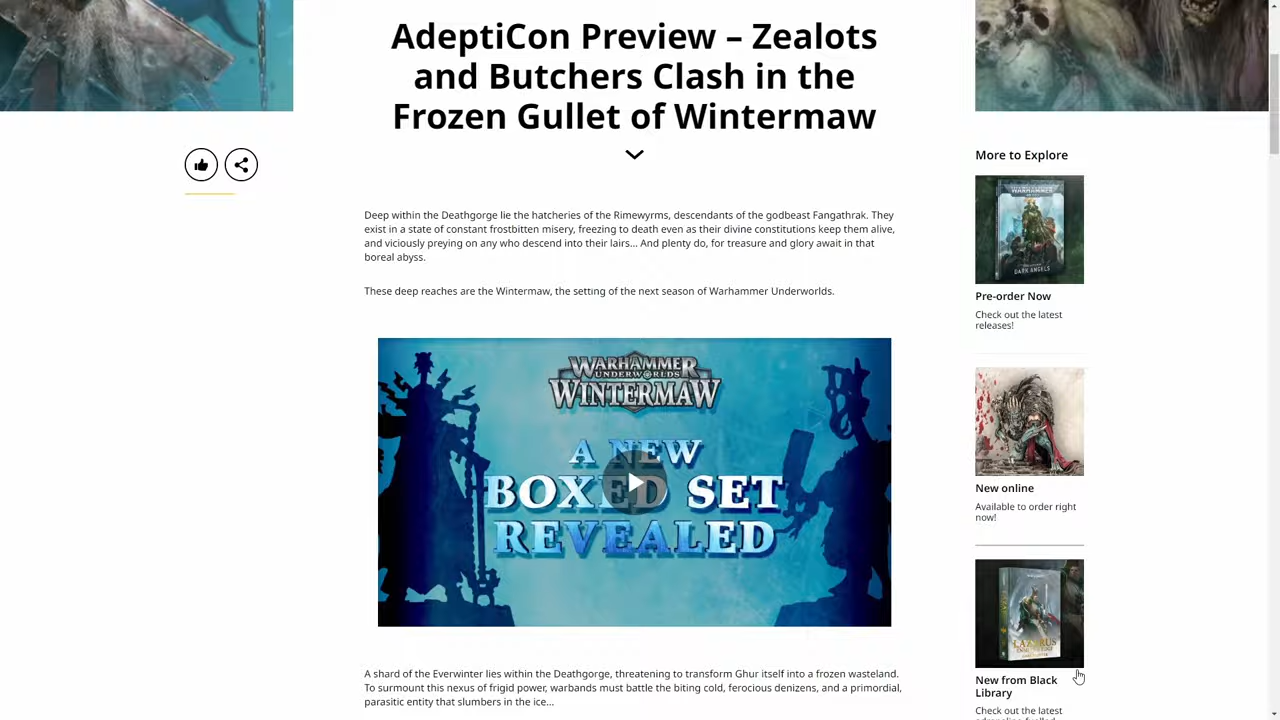 AdeptiCon Preview – Zealots
and Butchers Clash in the
Frozen Gullet of Wintermaw
Deep within the Deathgorge lie the hatcheries of the Rimewyrms, descendants of the godbeast Fangathrak. They
exist in a state of constant frostbitten misery, freezing to death even as their divine constitutions keep them alive,
and viciously preying on any who descend into their lairs… And plenty do, for treasure and glory await in that
boreal abyss.
These deep reaches are the Wintermaw, the setting of the next season of Warhammer Underworlds.
WARHAMMER
UNDERWORLDS
WINTERMAW
A NEW
BOXED SET
REVEALED
A shard of the Everwinter lies within the Deathgorge, threatening to transform Ghur itself into a frozen wasteland.
To surmount this nexus of frigid power, warbands must battle the biting cold, ferocious denizens, and a primordial,
parasitic entity that slumbers in the ice…
More to Explore
WARHAMMER
DARK ANGELS
Pre-order Now
Check out the latest
releases!
New online
Available to order right
now!
LAZARUS
New from Black
Library
Check out the latest